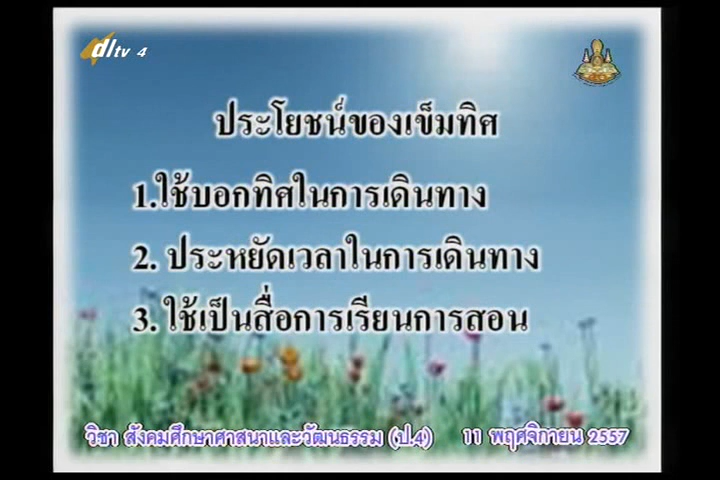 dltv 4
ประโยชน์ของเข็มทิศ
1.ใช้บอกทิศในการเดินทาง
2. ประหยัดเวลาในการเดินทาง
3. ใช้เป็นสื่อการเรียนการสอน
วิชา สังคมศึกษาศาสนาและวัฒนธรรม (ป.4) 11 พฤศจิกายน 2557